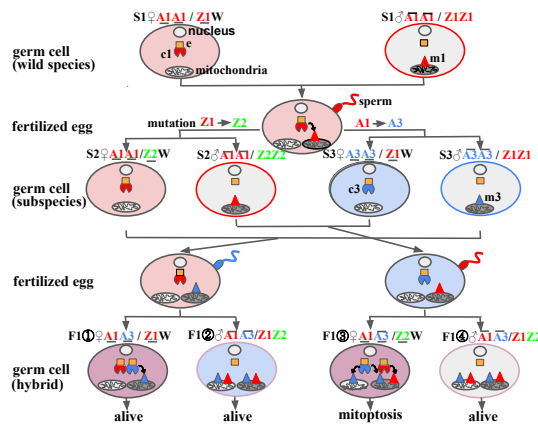 S1♀A1A1 / Z1W
S1♂A1A1 / Z1Z1
nucleus
e
c1
m1
germ cell
(wild species)
mitochondria
sperm
mutation Z1 → Z2
A1 → A3
fertilized egg
S2♀A1A1/Z2W
S2♂A1A1/ Z2Z2
S3♀A3A3 / Z1W
S3♂A3A3/ Z1Z1
c3
m3
germ cell
(subspecies)
fertilized egg
F1①♀A1A3/ Z1W
F1②♂A1A3/Z1Z2
F1③♀A1A3/Z2W
F1④♂A1A3/Z1Z2
germ cell
(hybrid)
alive
alive
mitoptosis
alive